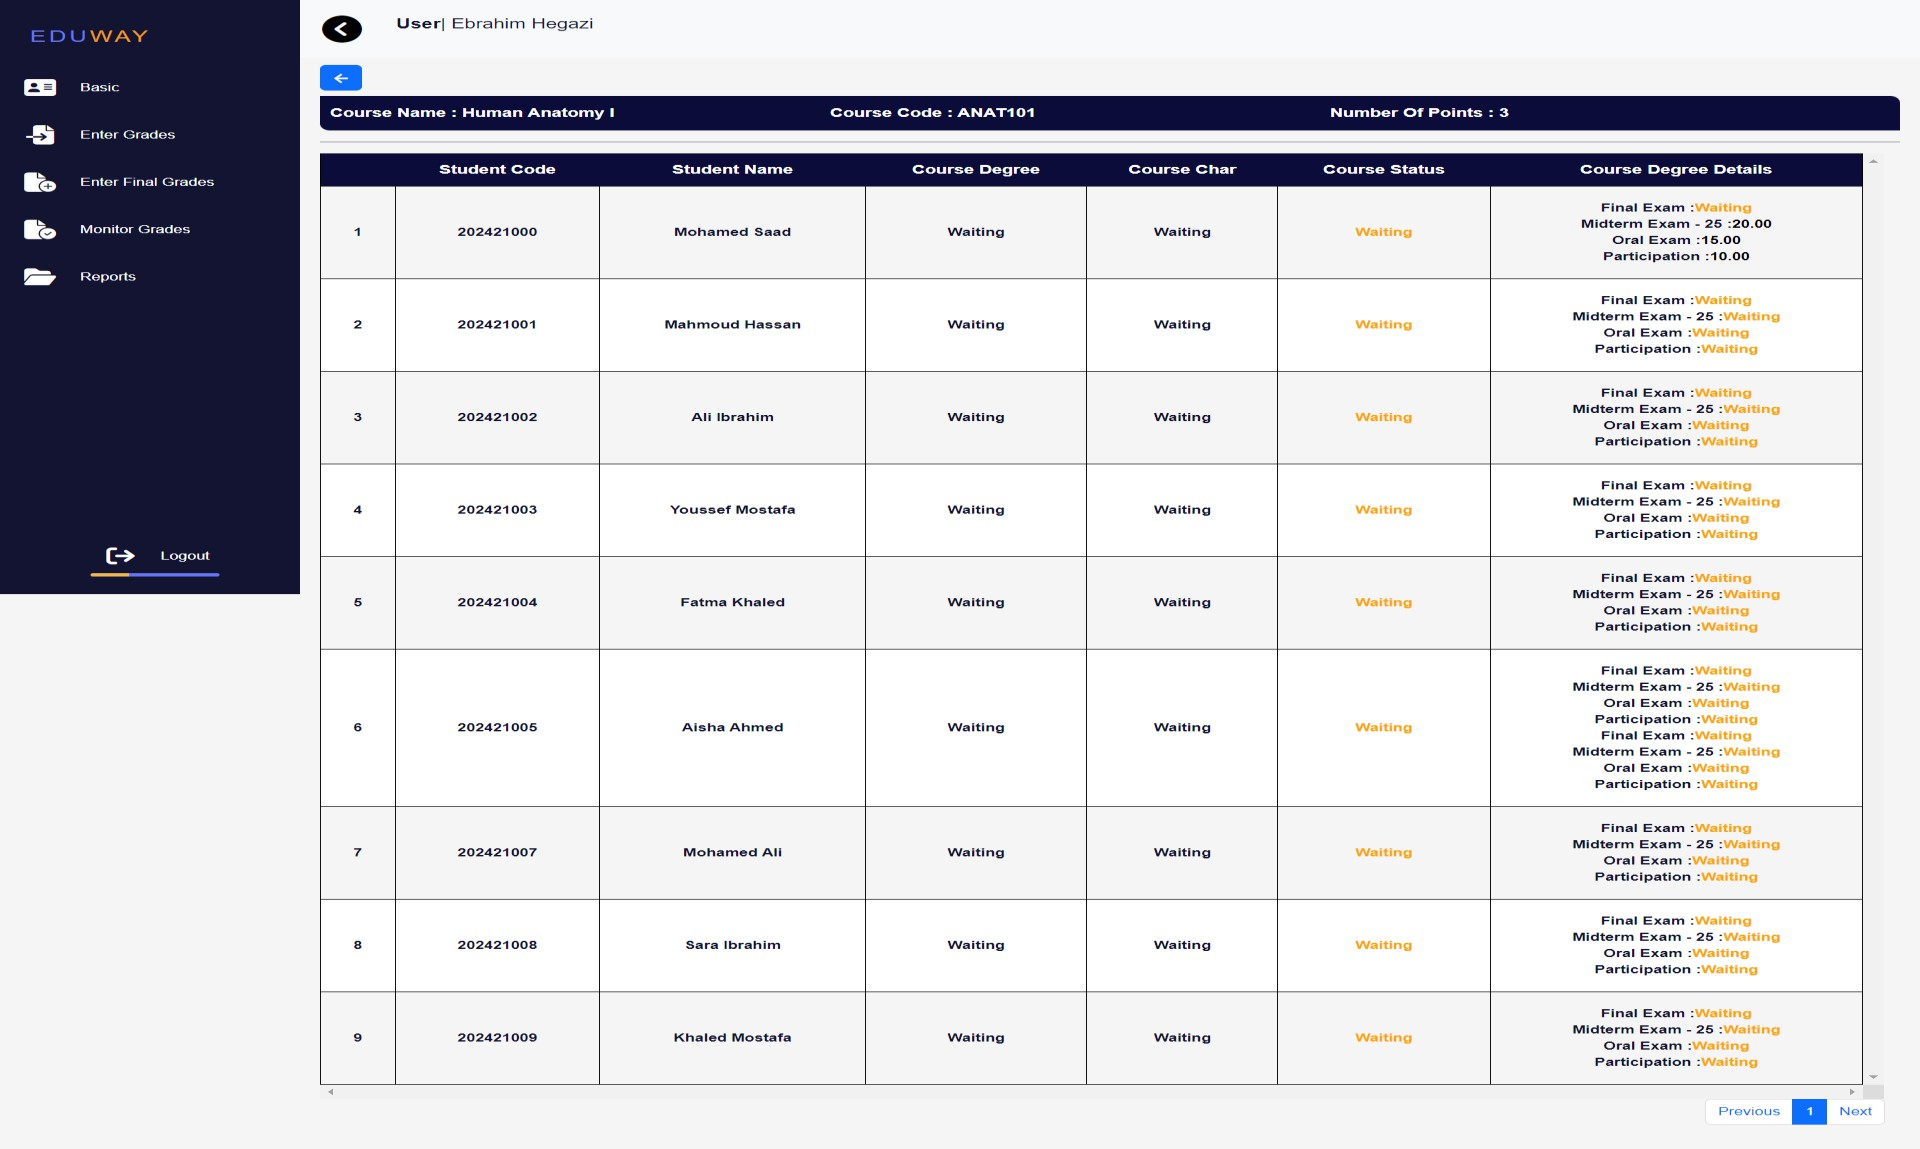 EDUWAY
User| Ebrahim Hegazi
Basic
Enter Grades
Enter Final Grades
Monitor Grades
Reports
Logout
Course Name : Human Anatomy I Course Code : ANAT101 Number Of Points : 3
Student Code Student Name Course Degree Course Char Course Status Course Degree Details
1 202421000 Mohamed Saad Waiting Waiting Waiting
Final Exam :Waiting
Midterm Exam - 25 :20.00
Oral Exam :15.00
Participation :10.00
2 202421001 Mahmoud Hassan Waiting Waiting Waiting
Final Exam :Waiting
Midterm Exam - 25 :Waiting
Oral Exam :Waiting
Participation :Waiting
3 202421002 Ali Ibrahim Waiting Waiting Waiting
Final Exam :Waiting
Midterm Exam - 25 :Waiting
Oral Exam :Waiting
Participation :Waiting
4 202421003 Youssef Mostafa Waiting Waiting Waiting
Final Exam :Waiting
Midterm Exam - 25 :Waiting
Oral Exam :Waiting
Participation :Waiting
5 202421004 Fatma Khaled Waiting Waiting Waiting
Final Exam :Waiting
Midterm Exam - 25 :Waiting
Oral Exam :Waiting
Participation :Waiting
6 202421005 Aisha Ahmed Waiting Waiting Waiting
Final Exam :Waiting
Midterm Exam - 25 :Waiting
Oral Exam :Waiting
Participation :Waiting
Final Exam :Waiting
Midterm Exam - 25 :Waiting
Oral Exam :Waiting
Participation :Waiting
7 202421007 Mohamed Ali Waiting Waiting Waiting
Final Exam :Waiting
Midterm Exam - 25 :Waiting
Oral Exam :Waiting
Participation :Waiting
8 202421008 Sara Ibrahim Waiting Waiting Waiting
Final Exam :Waiting
Midterm Exam - 25 :Waiting
Oral Exam :Waiting
Participation :Waiting
9 202421009 Khaled Mostafa Waiting Waiting Waiting
Final Exam :Waiting
Midterm Exam - 25 :Waiting
Oral Exam :Waiting
Participation :Waiting
Previous 1 Next